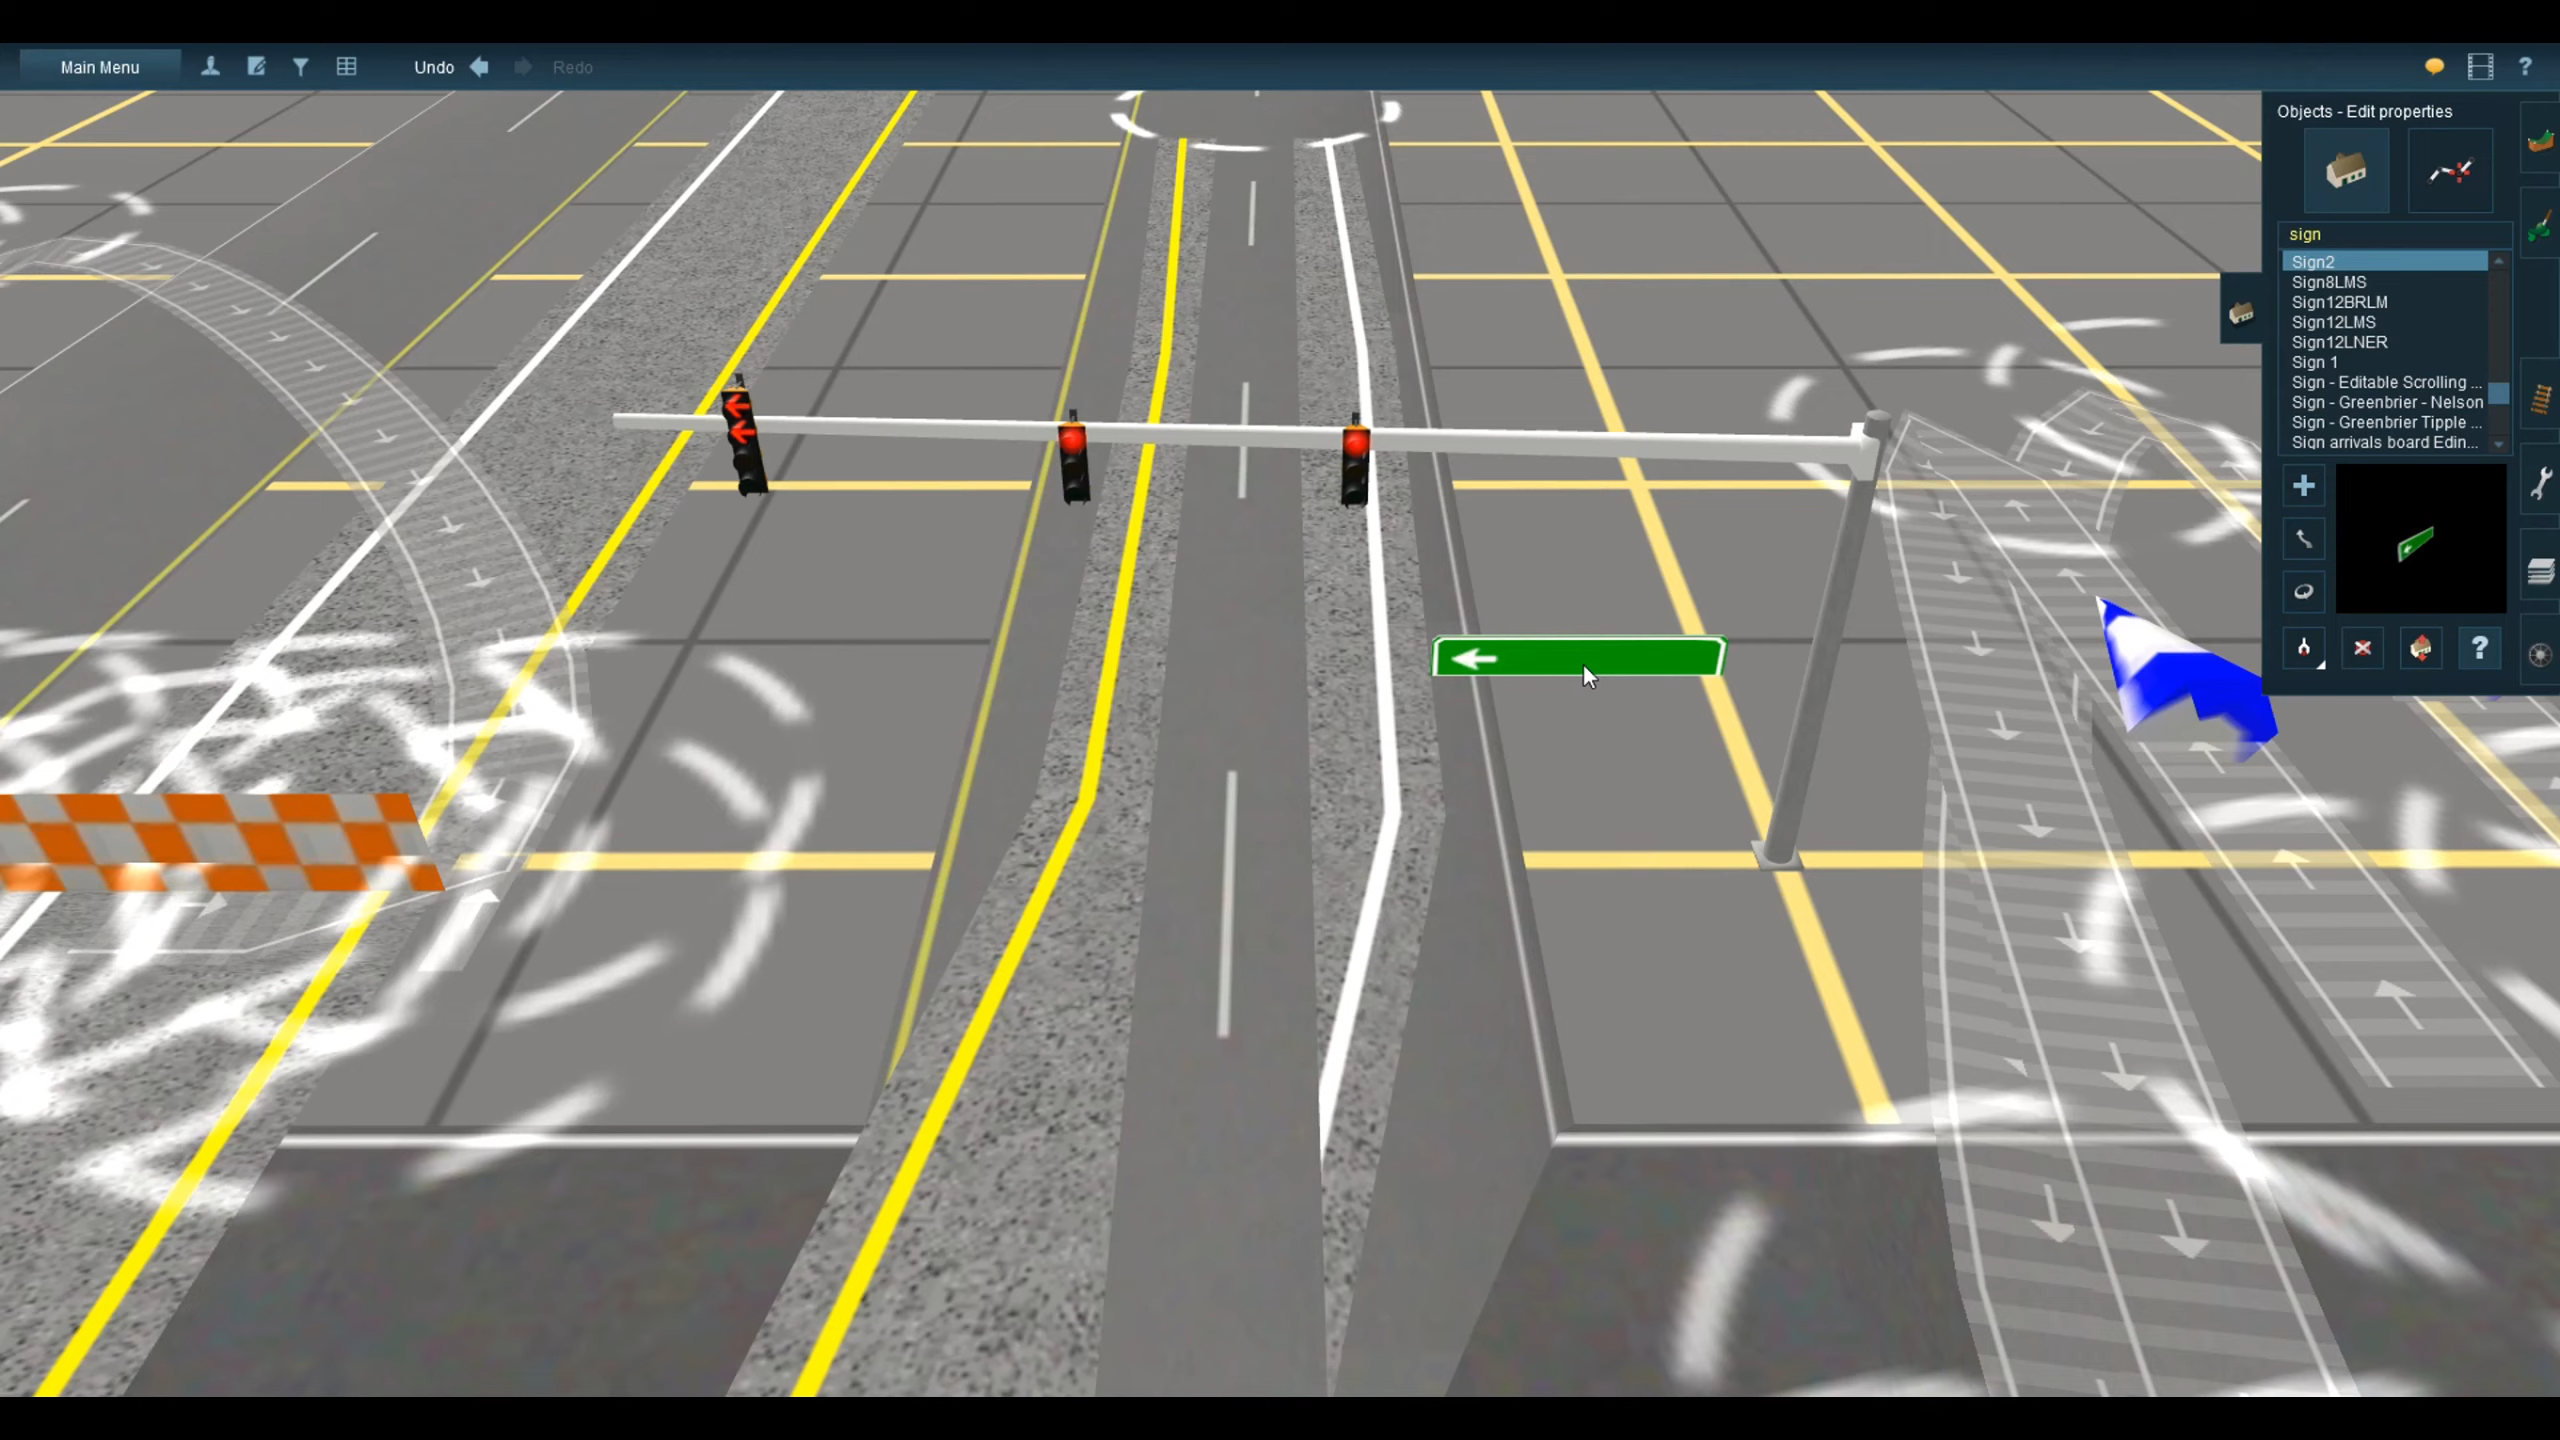 Main Menu
Undo
Redo
?
Objects - Edit properties
sign
Sign2
Sign8LMS
Sign12BRLM
Sign12LMS
Sign12LNER
Sign 1
Sign - Editable Scrolling ...
Sign - Greenbrier - Nelson
Sign - Greenbrier Tipple ...
Sign arrivals board Edin...
?